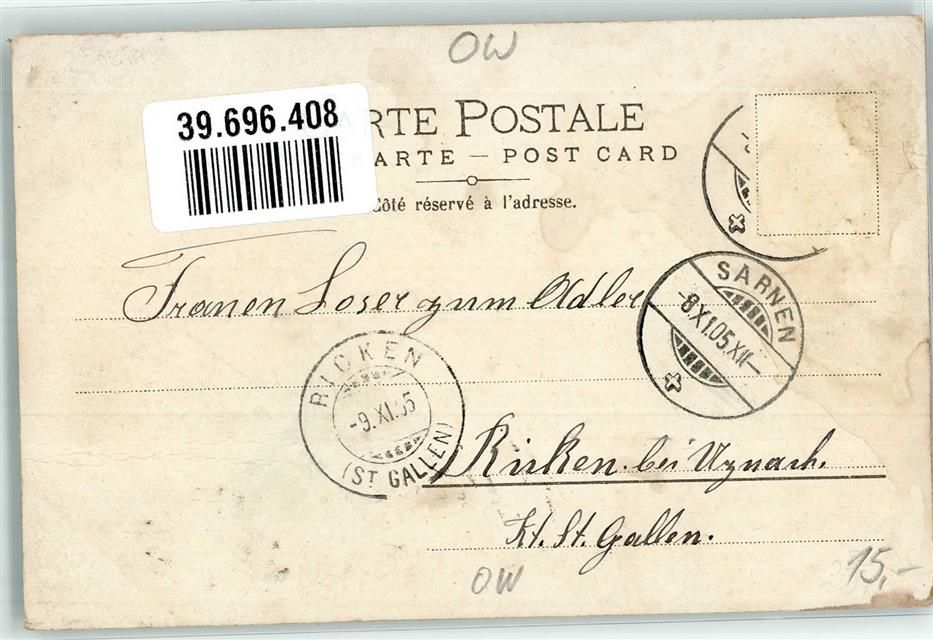 OW
39.696.408
ARTE POSTALE
KARTE — POST CARD
Côté réservé à l'adresse.
SARNEN
-8.XI.05.XII-
Frauen Loser zum Adler
RICKEN
-9.XI.05
(ST GALLEN)
Ricken bei Uznach.
Kt. St. Gallen.
OW
15,-